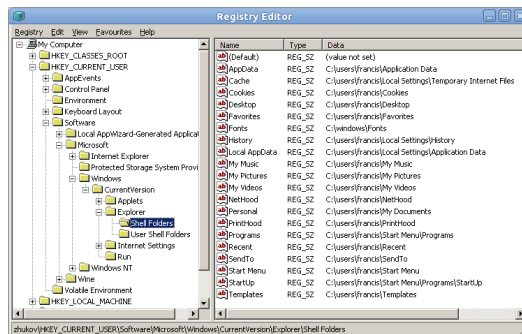 Registry Editor
Registry Edit View Favourites Help
My Computer
HKEY_CLASSES_ROOT
HKEY_CURRENT_USER
AppEvents
Control Panel
Environment
Keyboard Layout
Software
Local AppWizard-Generated Applica
Microsoft
Internet Explorer
Protected Storage System Provi
Windows
CurrentVersion
Applets
Explorer
Shell Folders
User Shell Folders
Internet Settings
Run
Windows NT
Wine
Volatile Environment
HKEY_LOCAL_MACHINE
Name Type Data
(Default) REG_SZ (value not set)
AppData REG_SZ C:\users\francis\Application Data
Cache REG_SZ C:\users\francis\Local Settings\Temporary Internet Files
Cookies REG_SZ C:\users\francis\Cookies
Desktop REG_SZ C:\users\francis\Desktop
Favorites REG_SZ C:\users\francis\Favorites
Fonts REG_SZ C:\windows\Fonts
History REG_SZ C:\users\francis\Local Settings\History
Local AppData REG_SZ C:\users\francis\Local Settings\Application Data
My Music REG_SZ C:\users\francis\My Music
My Pictures REG_SZ C:\users\francis\My Pictures
My Videos REG_SZ C:\users\francis\My Videos
NetHood REG_SZ C:\users\francis\NetHood
Personal REG_SZ C:\users\francis\My Documents
PrintHood REG_SZ C:\users\francis\PrintHood
Programs REG_SZ C:\users\francis\Start Menu\Programs
Recent REG_SZ C:\users\francis\Recent
SendTo REG_SZ C:\users\francis\SendTo
Start Menu REG_SZ C:\users\francis\Start Menu
StartUp REG_SZ C:\users\francis\Start Menu\Programs\StartUp
Templates REG_SZ C:\users\francis\Templates
zhukov\HKEY_CURRENT_USER\Software\Microsoft\Windows\CurrentVersion\Explorer\Shell Folders